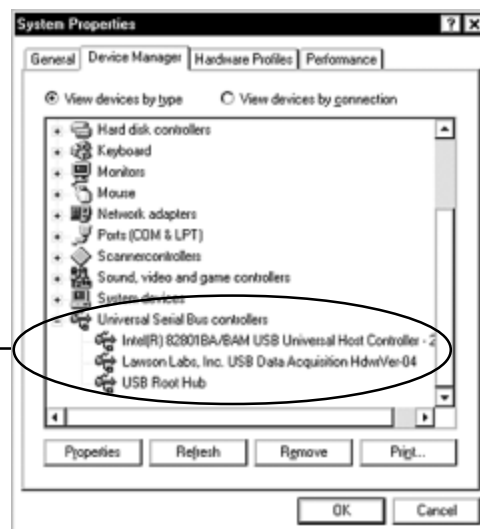 System Properties
General Device Manager Hardware Profiles Performance
View devices by type View devices by connection
Hard disk controllers
Keyboard
Monitors
Mouse
Network adapters
Ports (COM & LPT)
Scannercontrollers
Sound, video and game controllers
System devices
Universal Serial Bus controllers
Intel(R) 82801BA/BAM USB Universal Host Controller - 2
Lawson Labs, Inc. USB Data Acquisition HdwrVer-04
USB Root Hub
Properties Refresh Remove Print...
OK Cancel